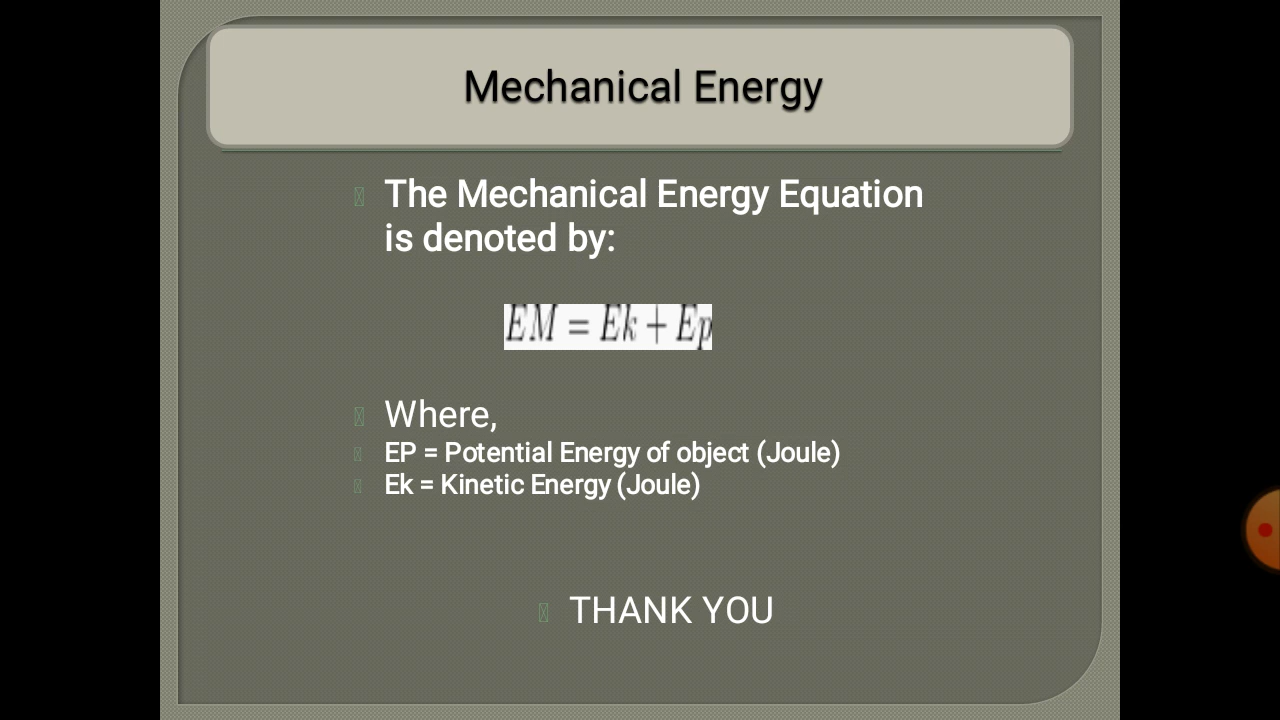 Mechanical Energy
The Mechanical Energy Equation
is denoted by:
EM = Ek + Ep
Where,
EP = Potential Energy of object (Joule)
Ek = Kinetic Energy (Joule)
THANK YOU